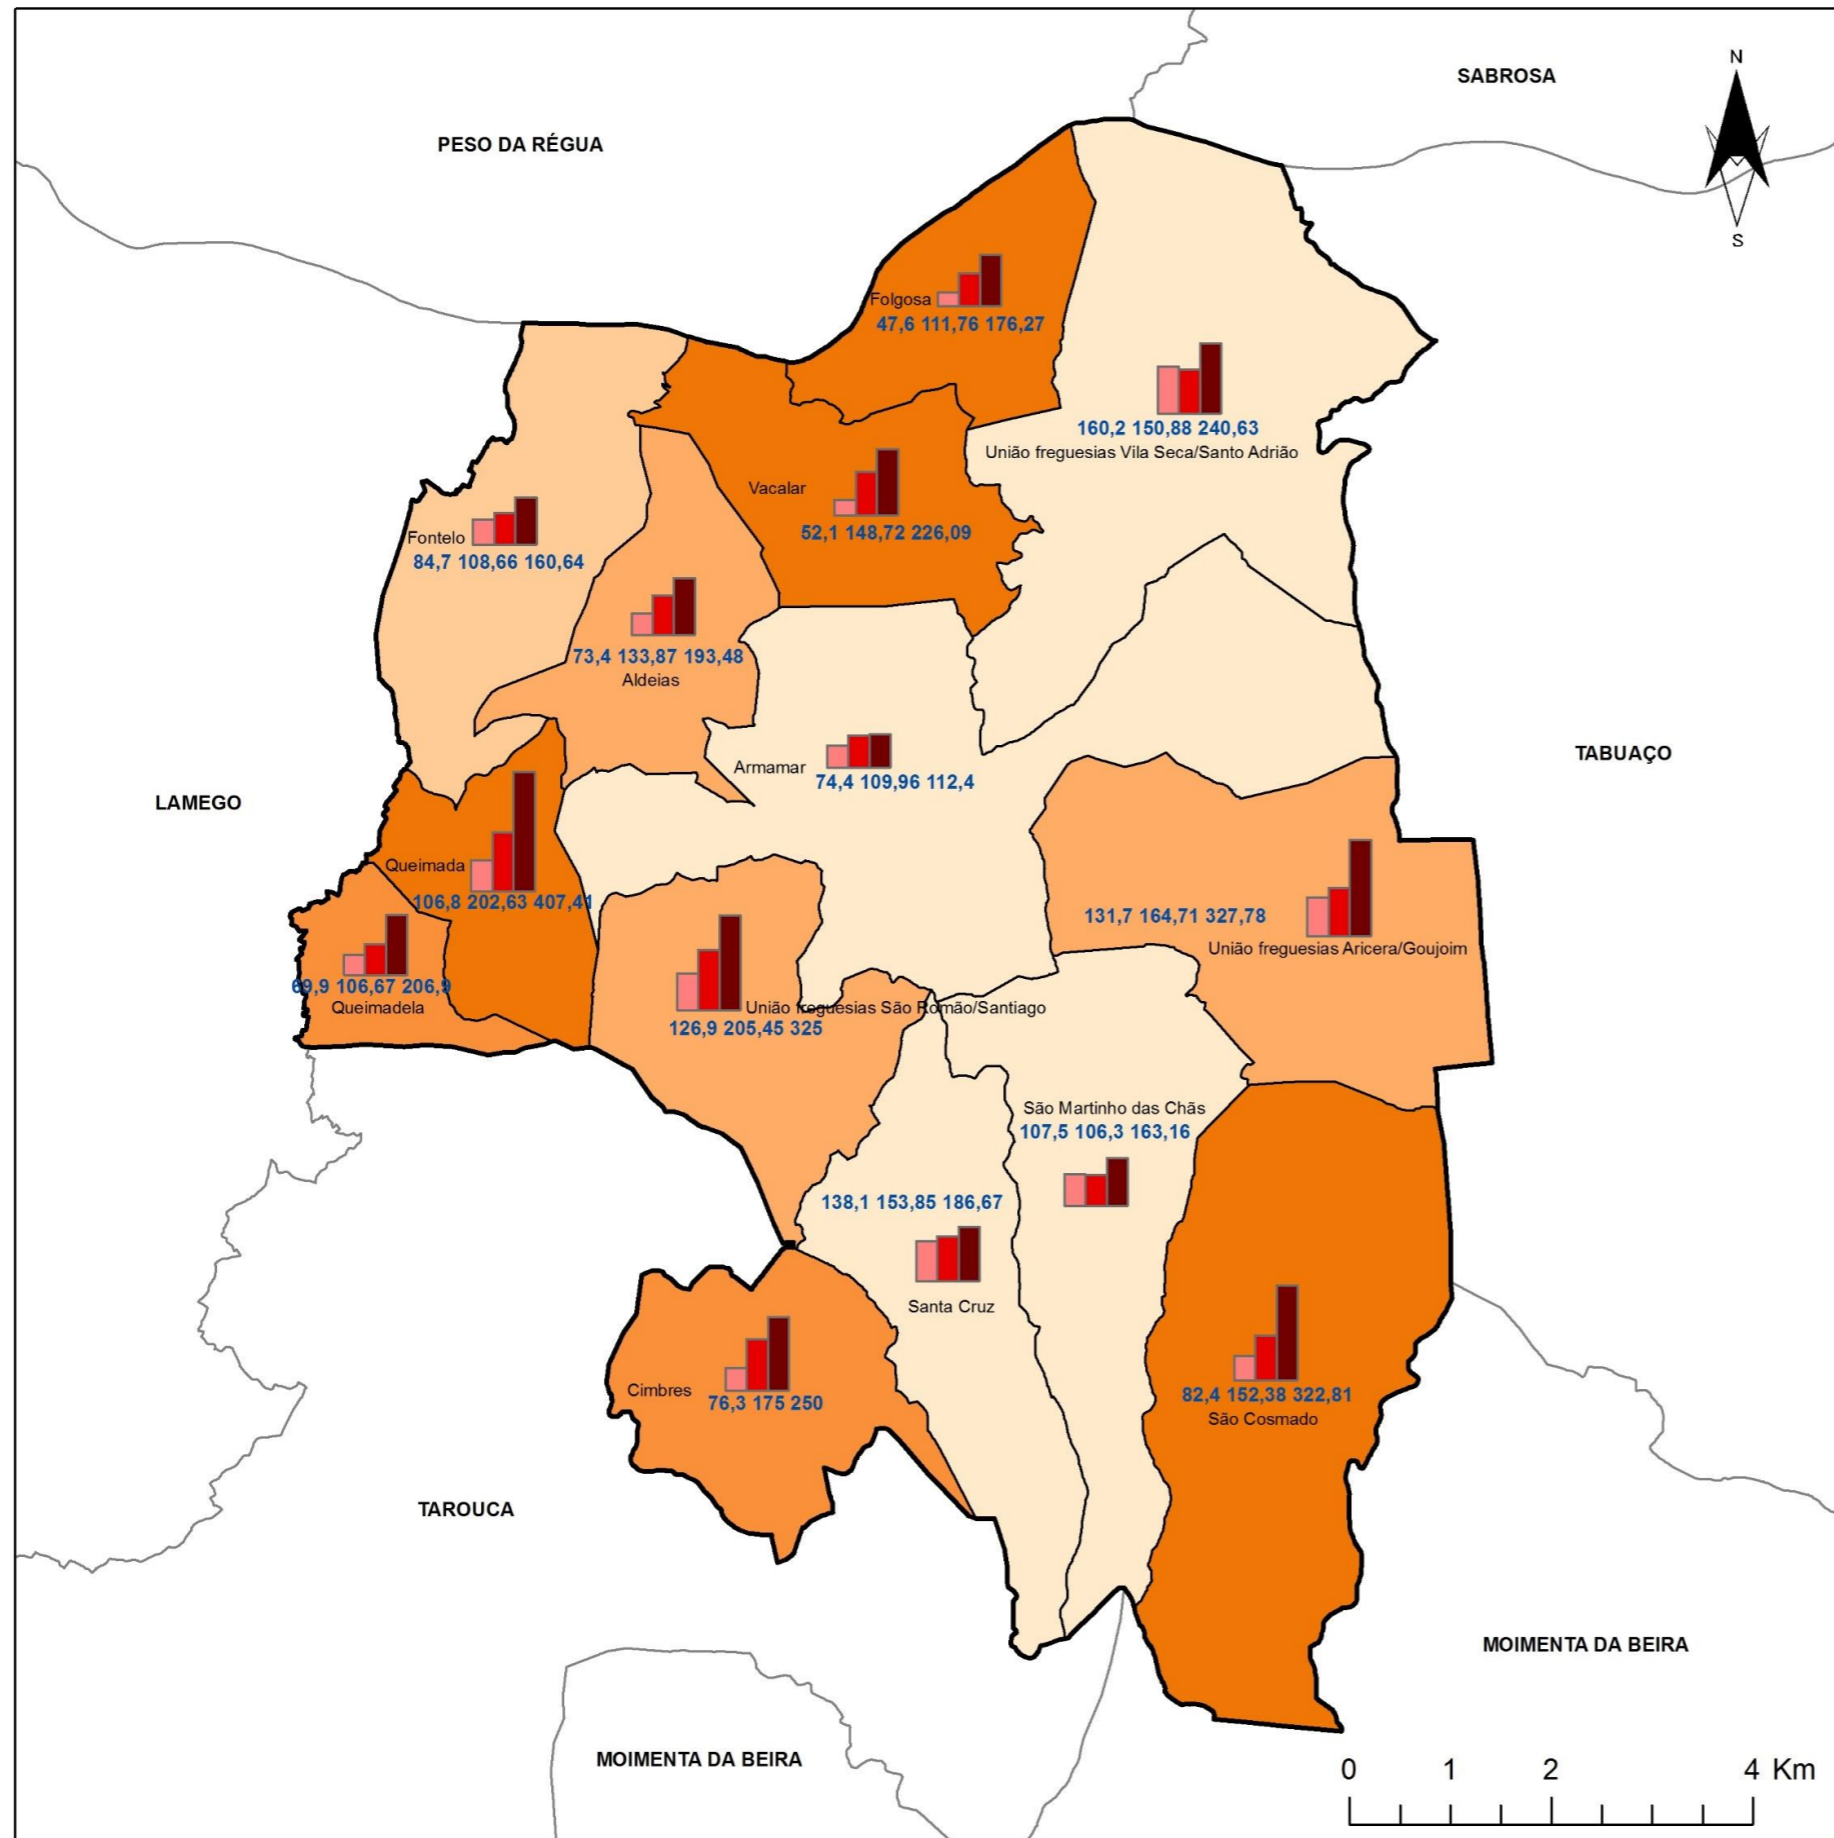 N
SABROSA
PESO DA RÉGUA
S
Folgosa
47,6 111,76 176,27
160,2 150,88 240,63
União freguesias Vila Seca/Santo Adrião
Vacalar
52,1 148,72 226,09
Fontelo
84,7 108,66 160,64
73,4 133,87 193,48
Aldeias
TABUAÇO
Armamar
74,4 109,96 112,4
LAMEGO
Queimada
106,8 202,63 407,41
131,7 164,71 327,78
União freguesias Aricera/Goujoim
69,9 106,67 206,9
Queimadela
União freguesias São Romão/Santiago
126,9 205,45 325
São Martinho das Chãs
107,5 106,3 163,16
138,1 153,85 186,67
Santa Cruz
Cimbres
76,3 175 250
82,4 152,38 322,81
São Cosmado
TAROUCA
MOIMENTA DA BEIRA
MOIMENTA DA BEIRA
0 1 2 4 Km